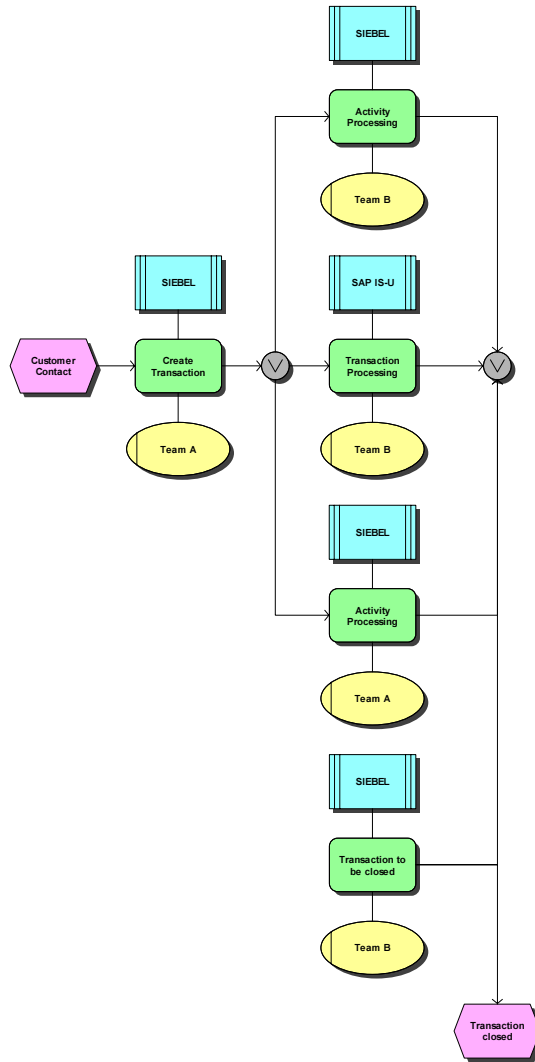 SIEBEL
Activity
Processing
Team B
SIEBEL
SAP IS-U
Customer
Contact
Create
Transaction
Transaction
Processing
Team A
Team B
SIEBEL
Activity
Processing
Team A
SIEBEL
Transaction to
be closed
Team B
Transaction
closed